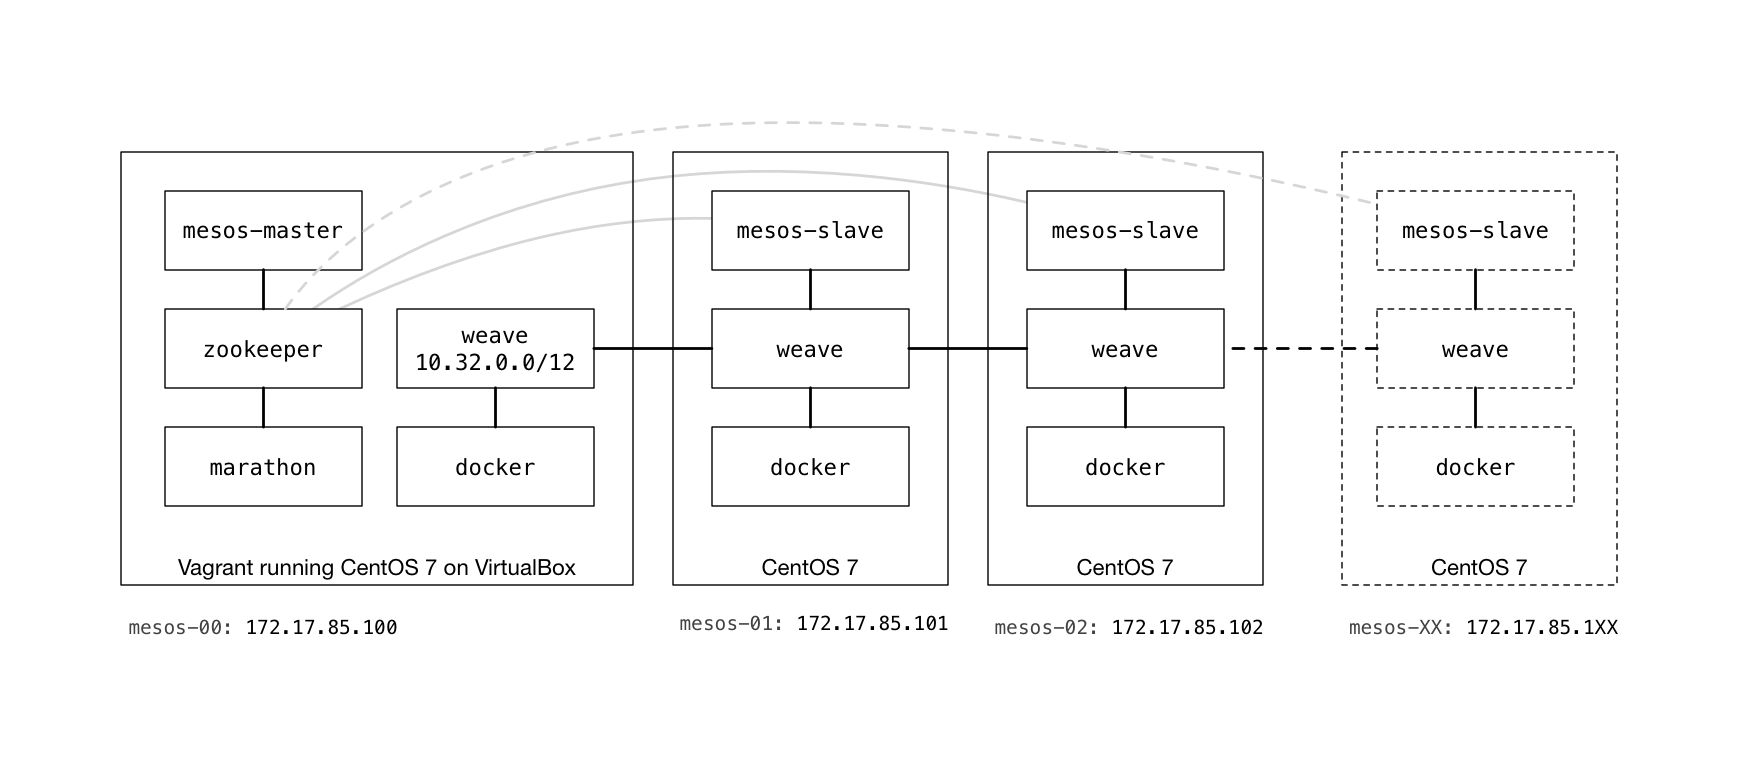 mesos-master
zookeeper
marathon
weave
10.32.0.0/12
docker
Vagrant running CentOS 7 on VirtualBox
mesos-00: 172.17.85.100
mesos-slave
weave
docker
CentOS 7
mesos-01: 172.17.85.101
mesos-slave
weave
docker
CentOS 7
mesos-02: 172.17.85.102
mesos-slave
weave
docker
CentOS 7
mesos-XX: 172.17.85.1XX